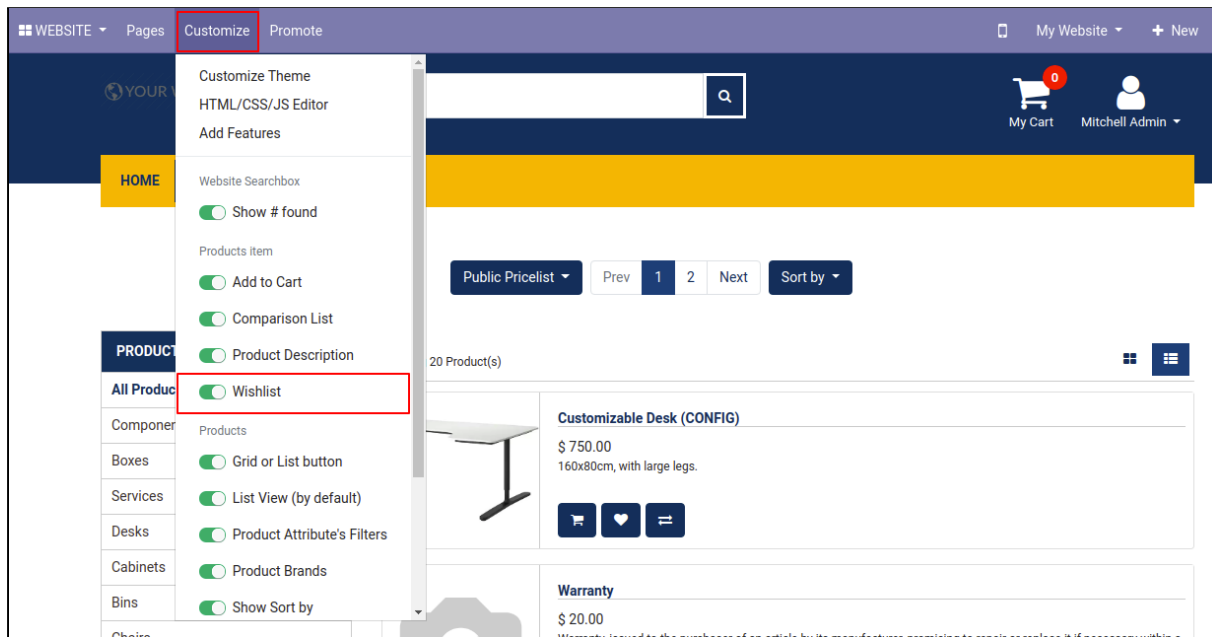 WEBSITE Pages Customize Promote My Website + New
Customize Theme
HTML/CSS/JS Editor
Add Features
YOUR
0
My Cart Mitchell Admin
HOME
Website Searchbox
Show # found
Products item
Add to Cart
Comparison List
Product Description
Wishlist
Products
Grid or List button
List View (by default)
Product Attribute's Filters
Product Brands
Show Sort by
Public Pricelist Prev 1 2 Next Sort by
PRODUCT
20 Product(s)
All Produc
Componen
Boxes
Services
Desks
Cabinets
Bins
Customizable Desk (CONFIG)
$ 750.00
160x80cm, with large legs.
Warranty
$ 20.00